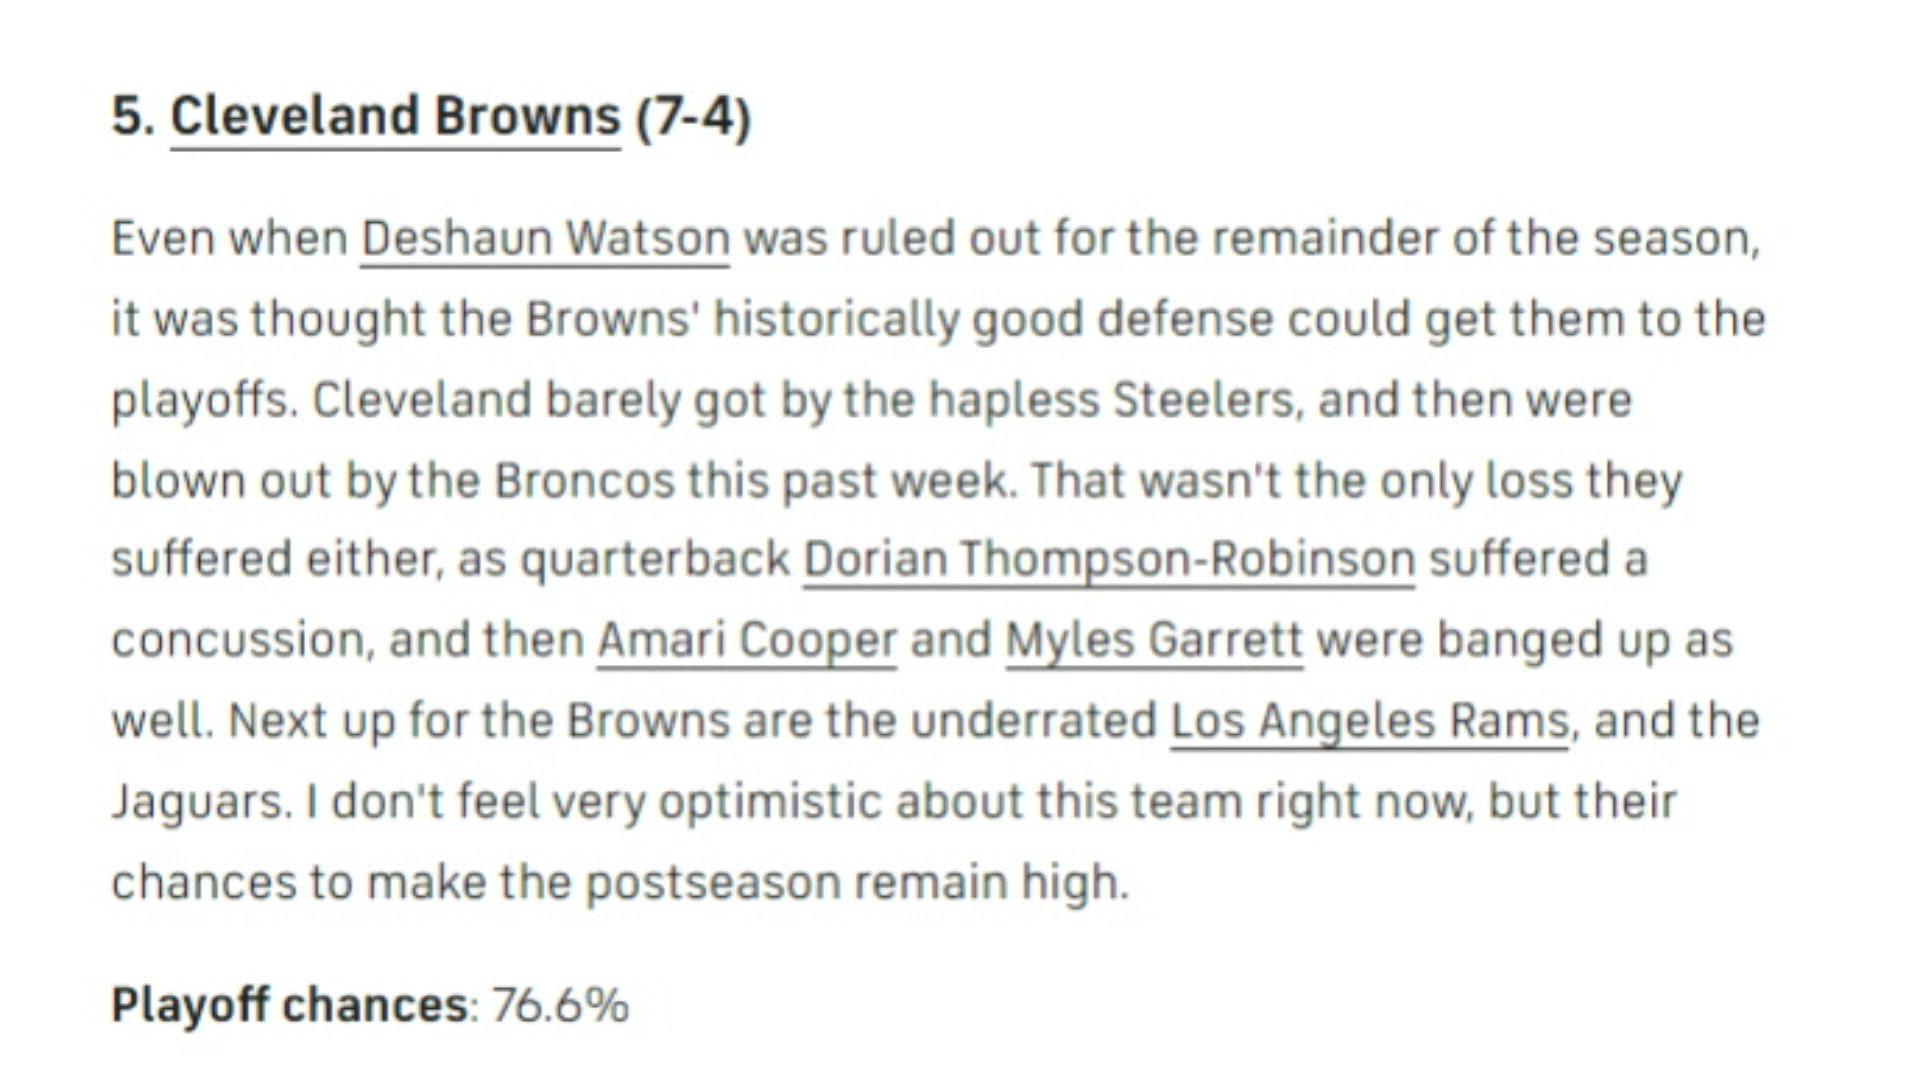 5. Cleveland Browns (7-4)
Even when Deshaun Watson was ruled out for the remainder of the season,
it was thought the Browns' historically good defense could get them to the
playoffs. Cleveland barely got by the hapless Steelers, and then were
blown out by the Broncos this past week. That wasn't the only loss they
suffered either, as quarterback Dorian Thompson-Robinson suffered a
concussion, and then Amari Cooper and Myles Garrett were banged up as
well. Next up for the Browns are the underrated Los Angeles Rams, and the
Jaguars. I don't feel very optimistic about this team right now, but their
chances to make the postseason remain high.
Playoff chances: 76.6%